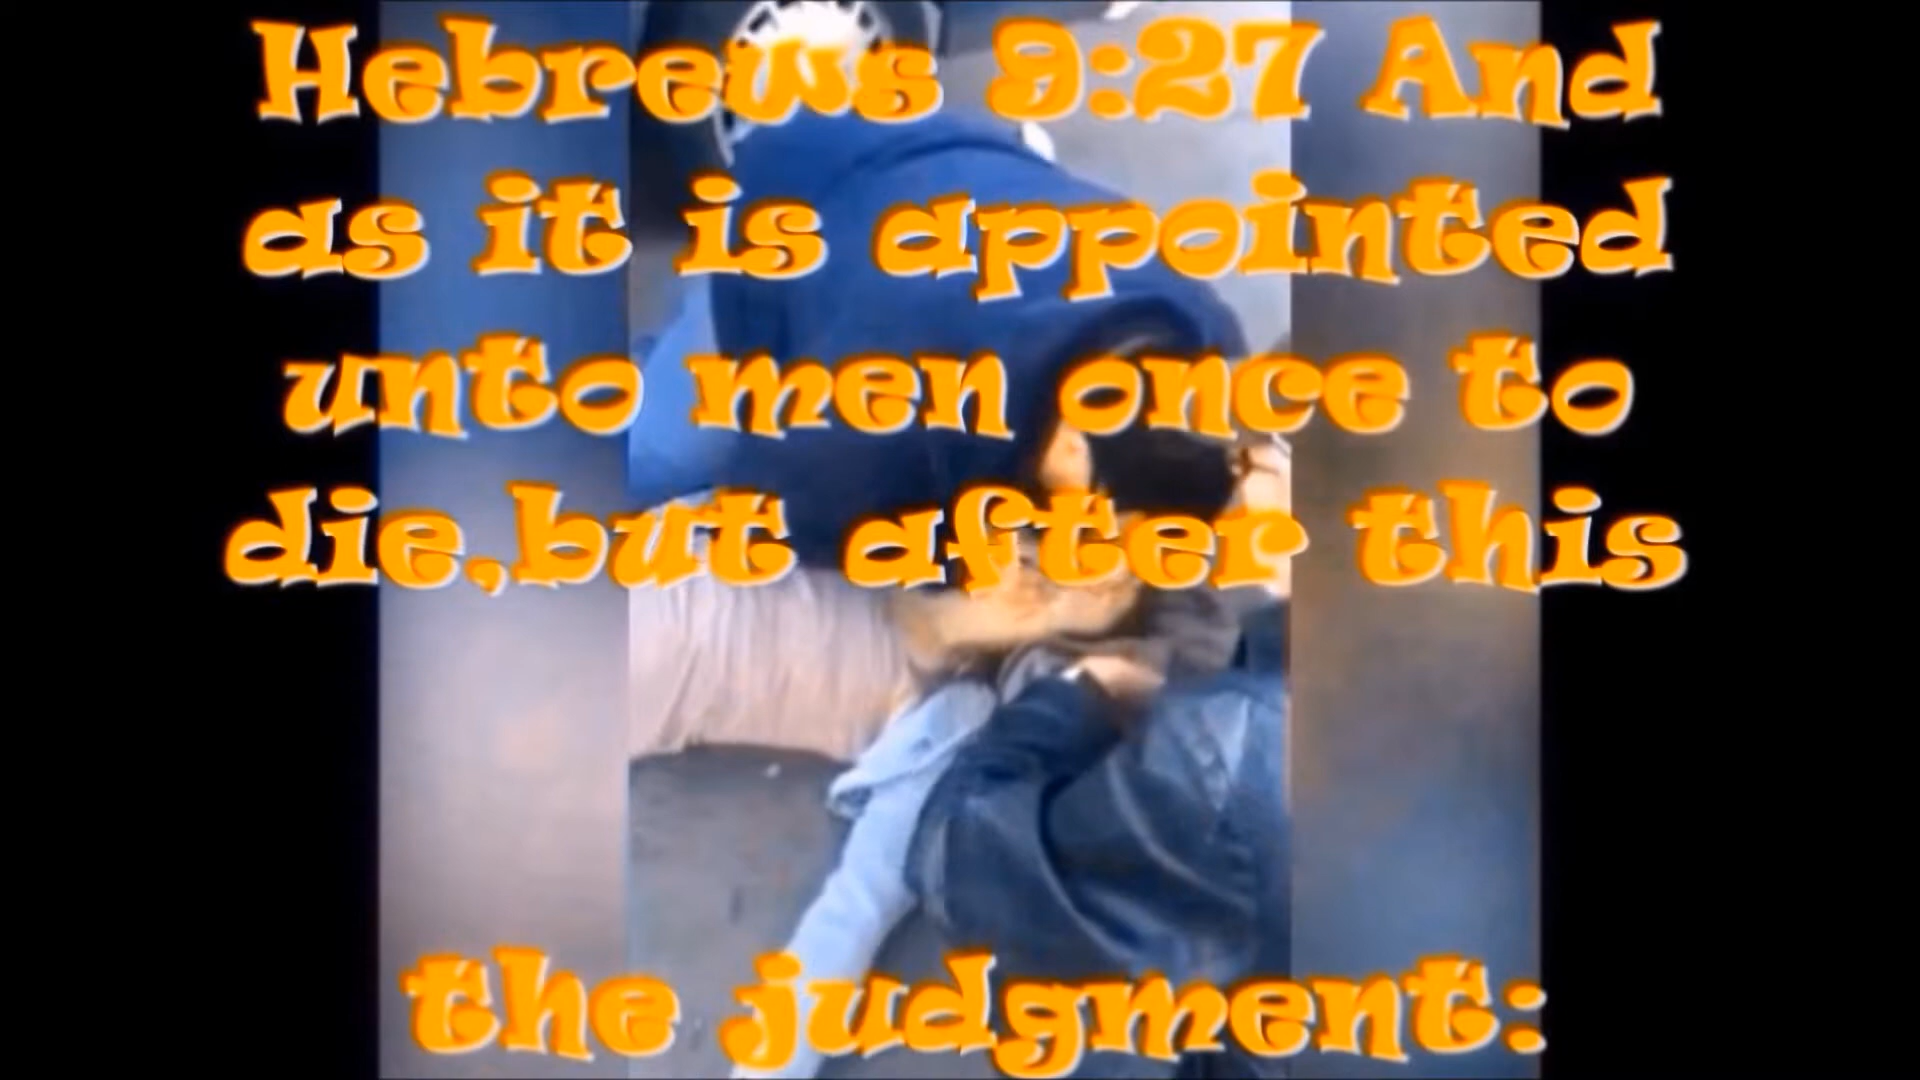 Hebrews 9:27 And
as it is appointed
unto men once to
die,but after this
the judgment: